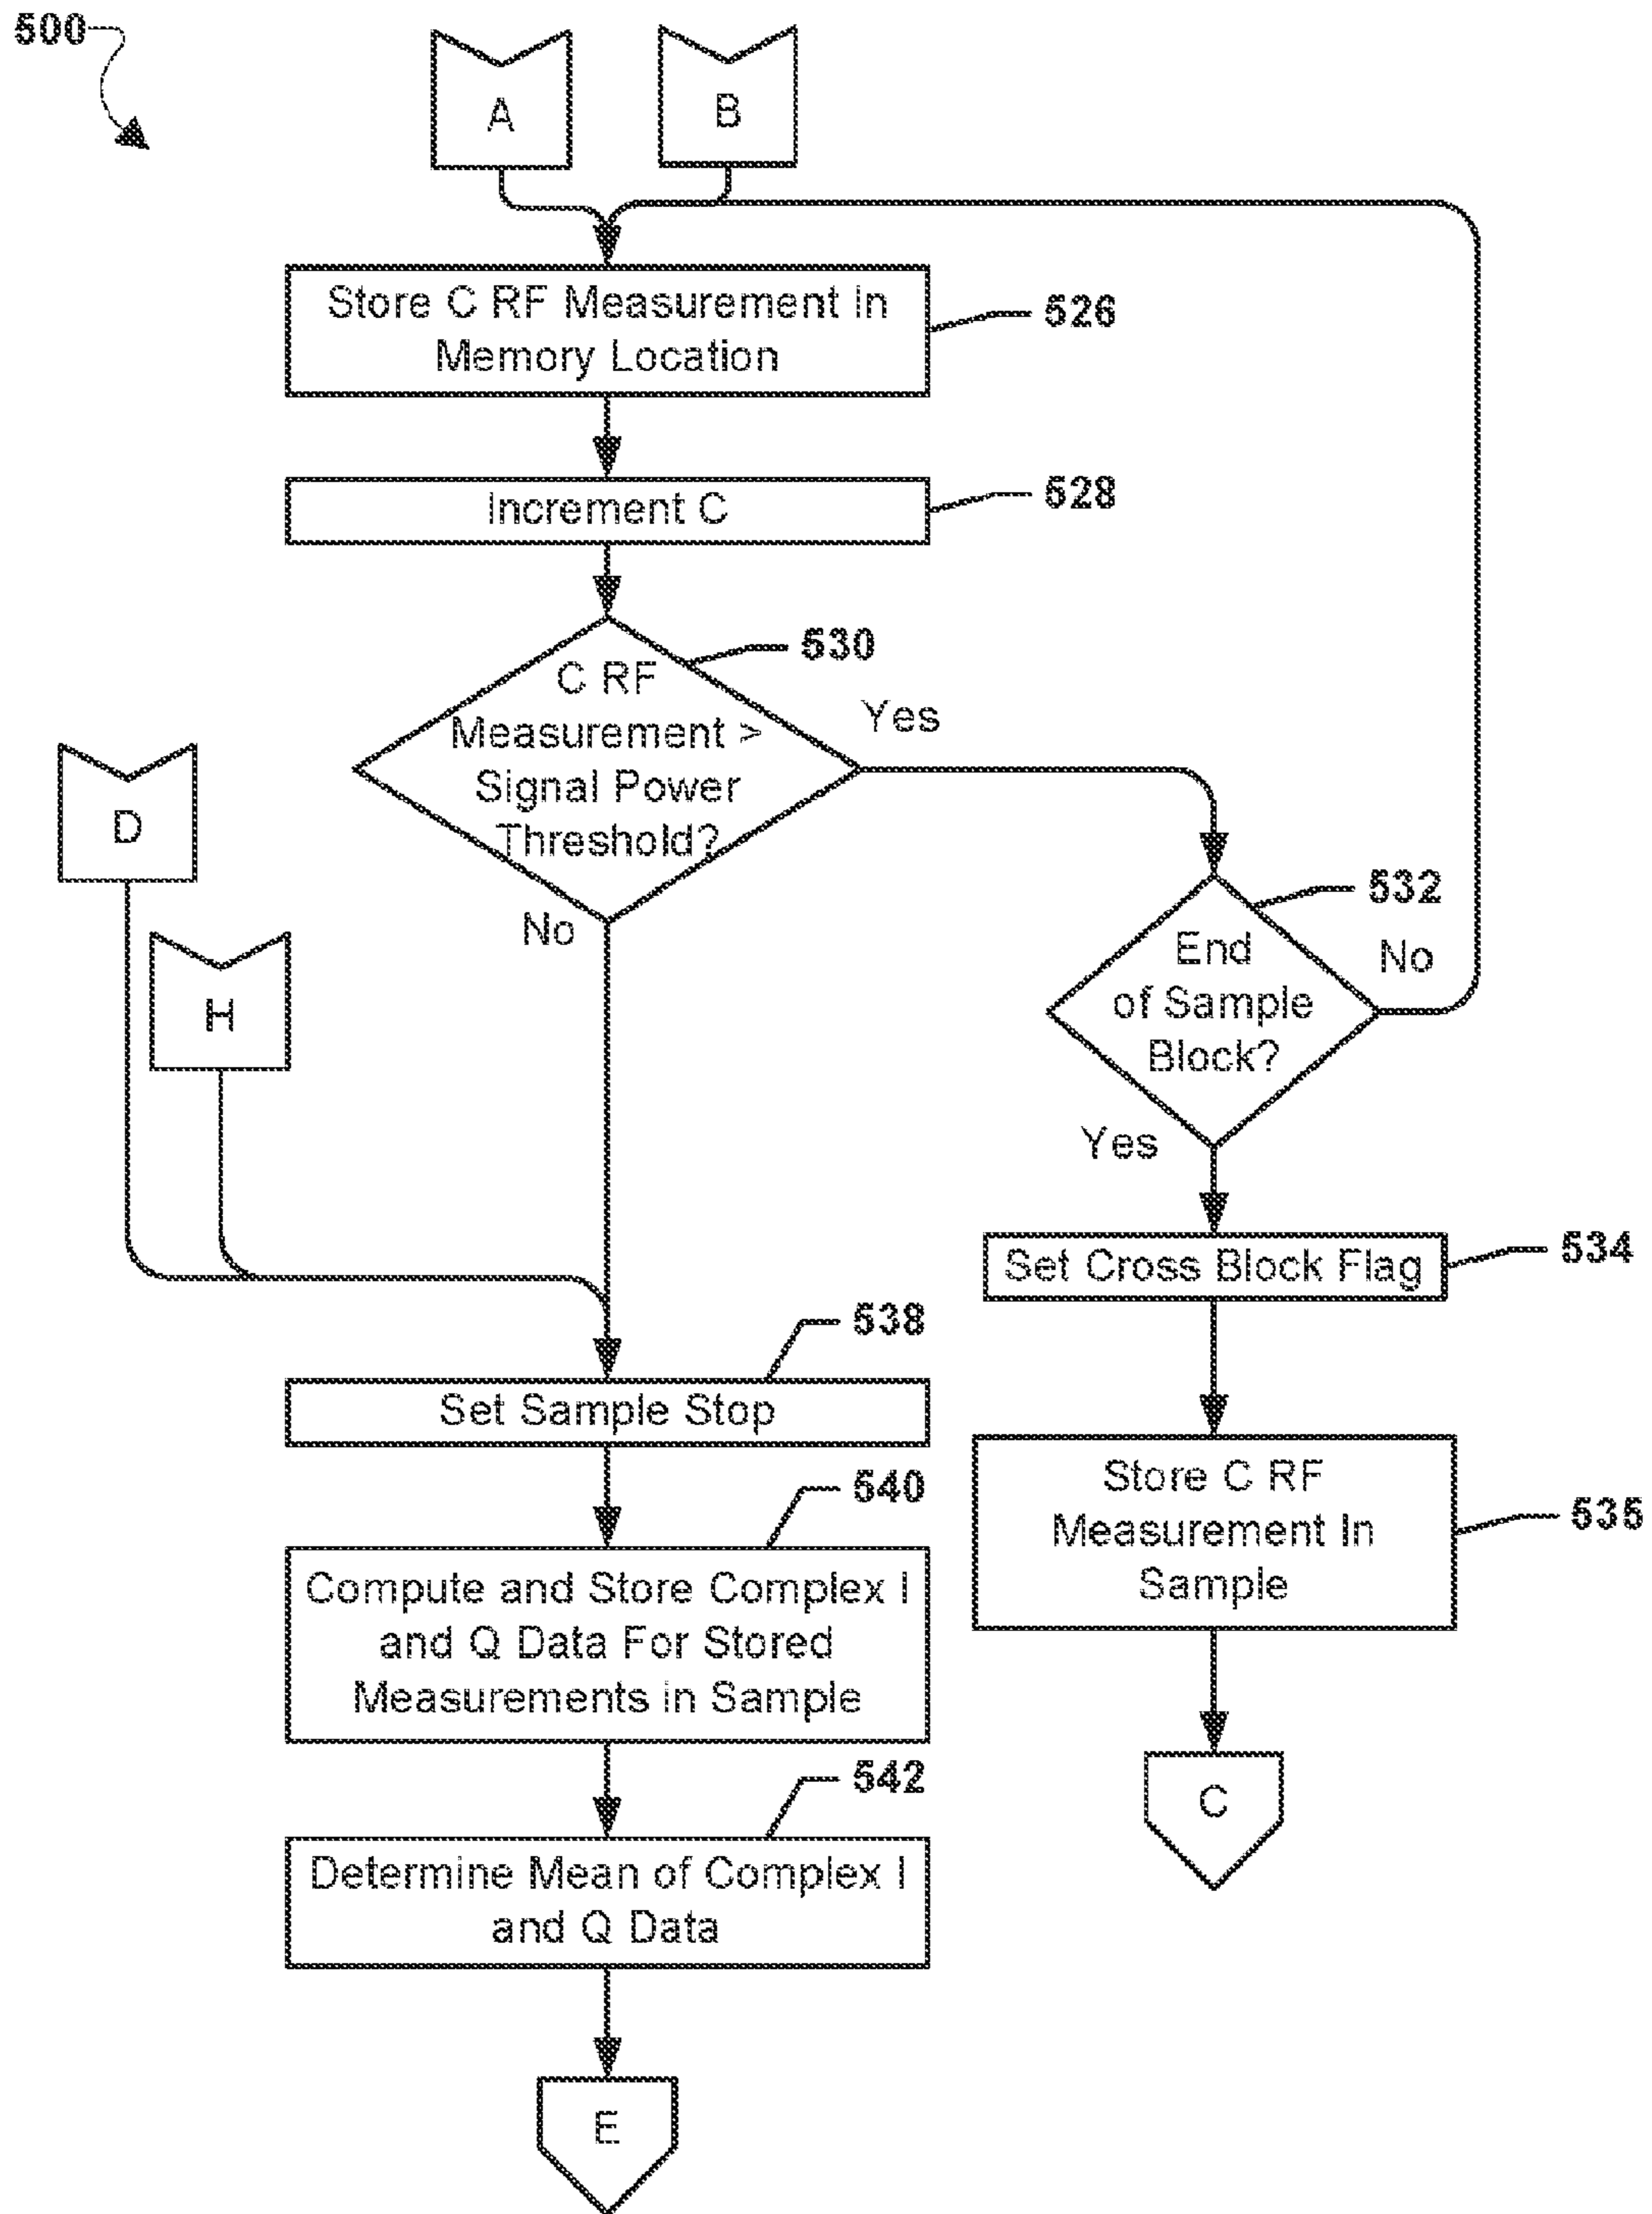 500
A
B
Store C RF Measurement in
Memory Location
526
Increment C
528
530
C RF
Measurement >
Signal Power
Threshold?
Yes
No
D
H
532
End
of Sample
Block?
No
Yes
Set Cross Block Flag
534
538
Set Sample Stop
Store C RF
Measurement In
Sample
535
540
Compute and Store Complex I
and Q Data For Stored
Measurements in Sample
C
542
Determine Mean of Complex I
and Q Data
E